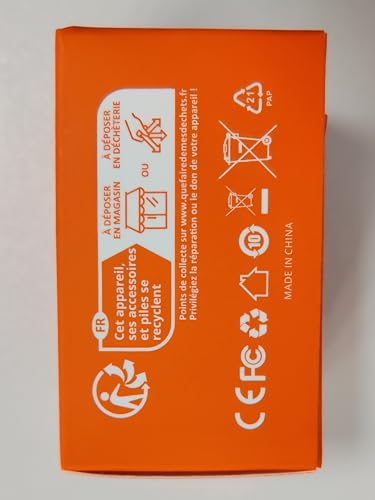 FR
Cet appareil,
ses accessoires
et piles se
recyclent
À DÉPOSER
EN MAGASIN
OU
À DÉPOSER
EN DÉCHÈTERIE
Points de collecte sur www.quefairedemesdechets.fr
Privilégiez la réparation ou le don de votre appareil !
CE FC
10
MADE IN CHINA
21
PAP